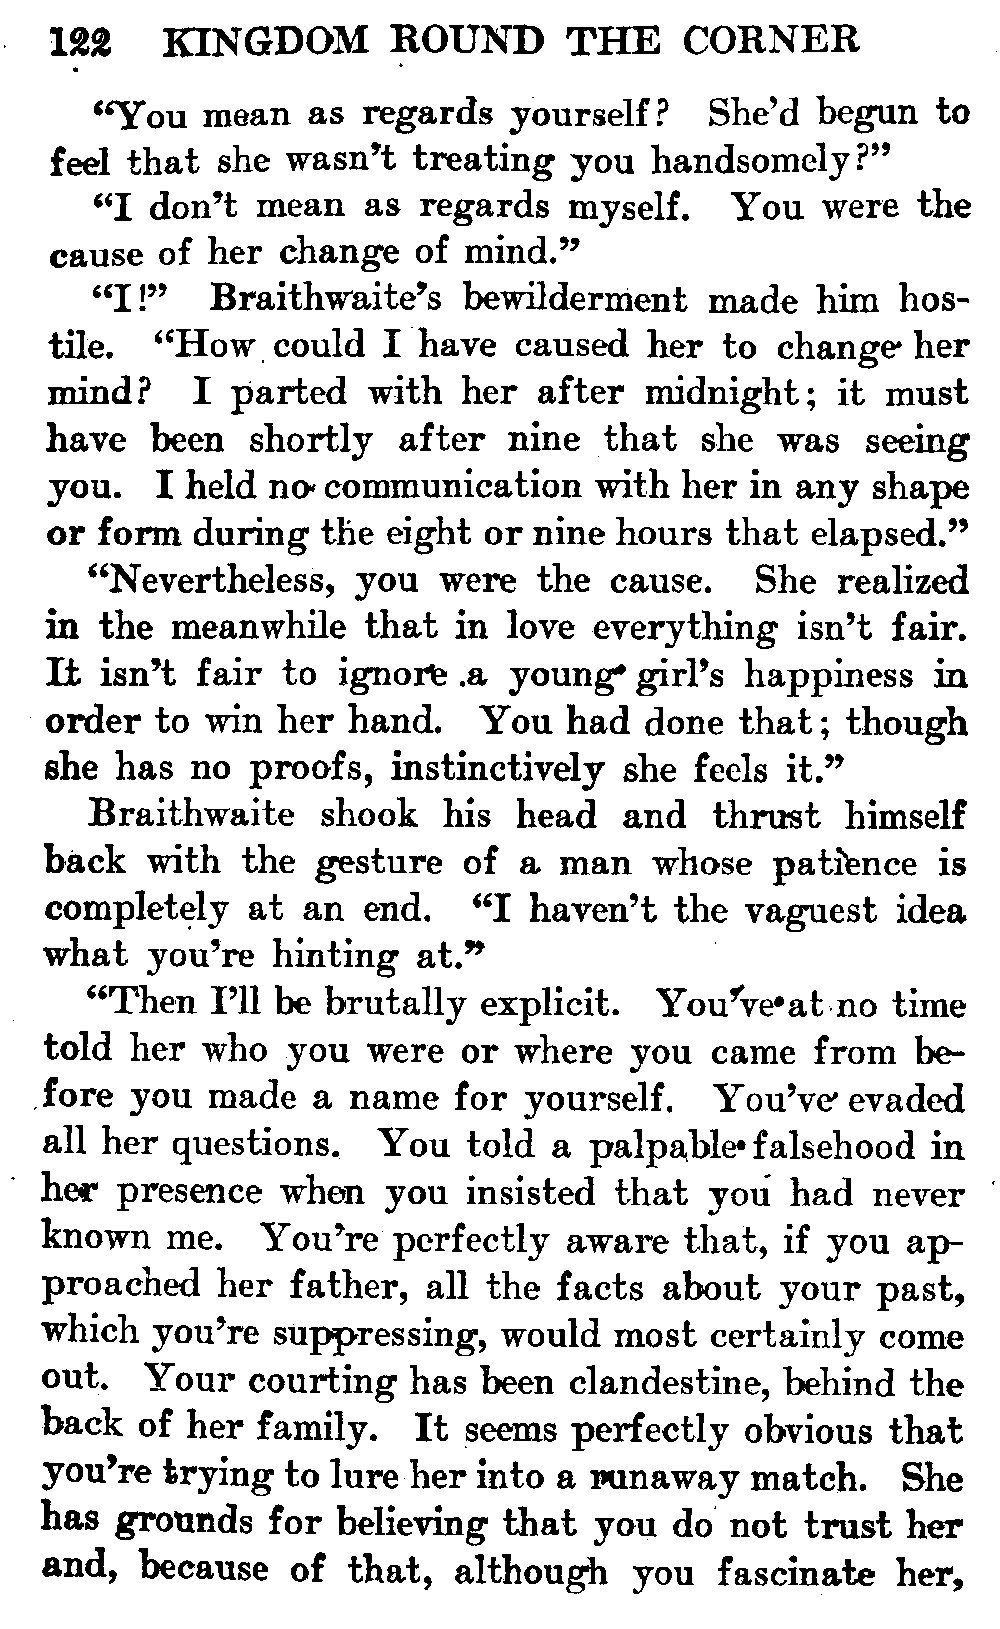 122 KINGDOM ROUND THE CORNER
“You mean as regards yourself? She’d begun to
feel that she wasn’t treating you handsomely?”
“I don’t mean as regards myself. You were the
cause of her change of mind.”
“I!” Braithwaite’s bewilderment made him hos-
tile. “How could I have caused her to change her
mind? I parted with her after midnight; it must
have been shortly after nine that she was seeing
you. I held no communication with her in any shape
or form during the eight or nine hours that elapsed.”
“Nevertheless, you were the cause. She realized
in the meanwhile that in love everything isn’t fair.
It isn’t fair to ignore a young girl’s happiness in
order to win her hand. You had done that; though
she has no proofs, instinctively she feels it.”
Braithwaite shook his head and thrust himself
back with the gesture of a man whose patience is
completely at an end. “I haven’t the vaguest idea
what you’re hinting at.”
“Then I’ll be brutally explicit. You’ve at no time
told her who you were or where you came from be-
fore you made a name for yourself. You’ve evaded
all her questions. You told a palpable falsehood in
her presence when you insisted that you had never
known me. You’re perfectly aware that, if you ap-
proached her father, all the facts about your past,
which you’re suppressing, would most certainly come
out. Your courting has been clandestine, behind the
back of her family. It seems perfectly obvious that
you’re trying to lure her into a runaway match. She
has grounds for believing that you do not trust her
and, because of that, although you fascinate her,